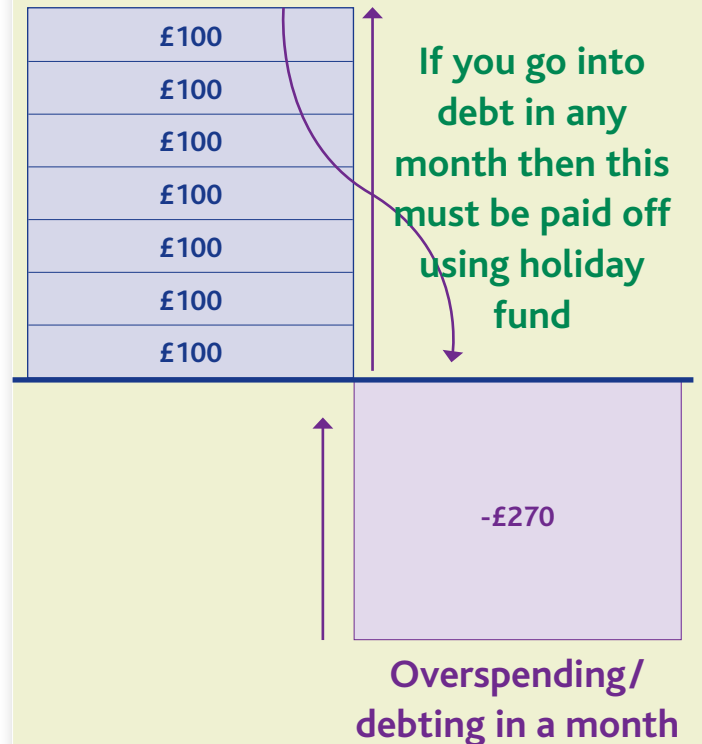 £100
£100
£100
£100
£100
£100
£100
If you go into
debt in any
month then this
must be paid off
using holiday
fund
-£270
Overspending/
debting in a month